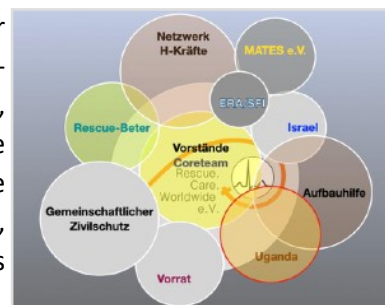 Netzwerk
H-Kräfte
MATES e.V.
ERA/SFI
Rescue-Beter
Israel
Vorstände
Coreteam
Rescue.
Care.
Worldwide
e.V.
Aufbauhilfe
Gemeinschaftlicher
Zivilschutz
Uganda
Vorrat